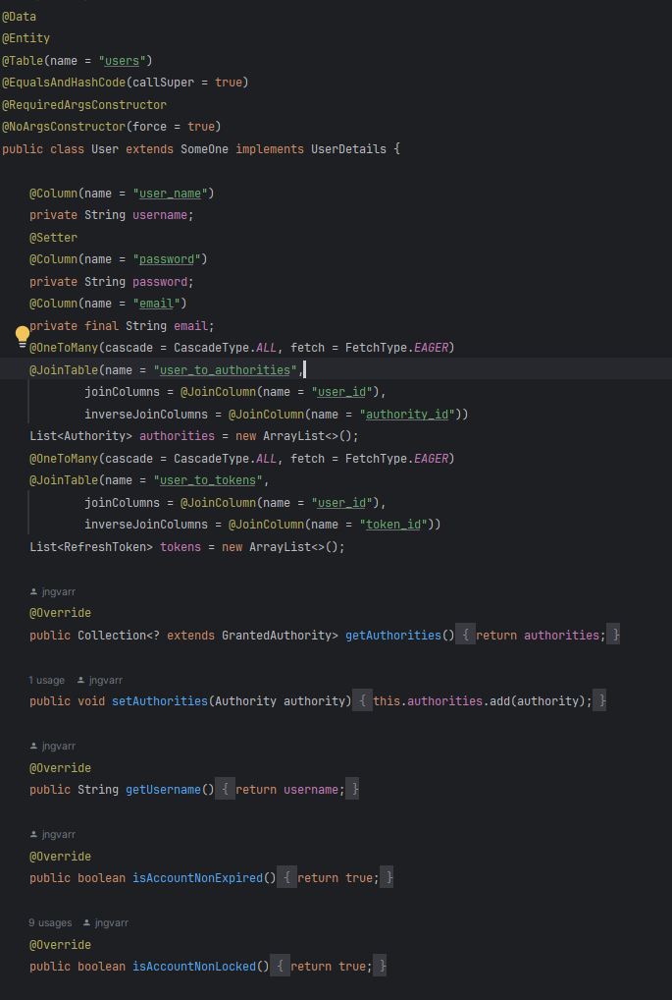 @Data
@Entity
@Table(name = "users")
@EqualsAndHashCode(callSuper = true)
@RequiredArgsConstructor
@NoArgsConstructor(force = true)
public class User extends SomeOne implements UserDetails {
@Column(name = "user_name")
private String username;
@Setter
@Column(name = "password")
private String password;
@Column(name = "email")
private final String email;
@OneToMany(cascade = CascadeType.ALL, fetch = FetchType.EAGER)
@JoinTable(name = "user_to_authorities",
joinColumns = @JoinColumn(name = "user_id"),
inverseJoinColumns = @JoinColumn(name = "authority_id"))
List<Authority> authorities = new ArrayList<>();
@OneToMany(cascade = CascadeType.ALL, fetch = FetchType.EAGER)
@JoinTable(name = "user_to_tokens",
joinColumns = @JoinColumn(name = "user_id"),
inverseJoinColumns = @JoinColumn(name = "token_id"))
List<RefreshToken> tokens = new ArrayList<>();
jngvarr
@Override
public Collection<? extends GrantedAuthority> getAuthorities() { return authorities; }
1 usage jngvarr
public void setAuthorities(Authority authority) { this.authorities.add(authority); }
jngvarr
@Override
public String getUsername() { return username; }
jngvarr
@Override
public boolean isAccountNonExpired() { return true; }
9 usages jngvarr
@Override
public boolean isAccountNonLocked() { return true; }